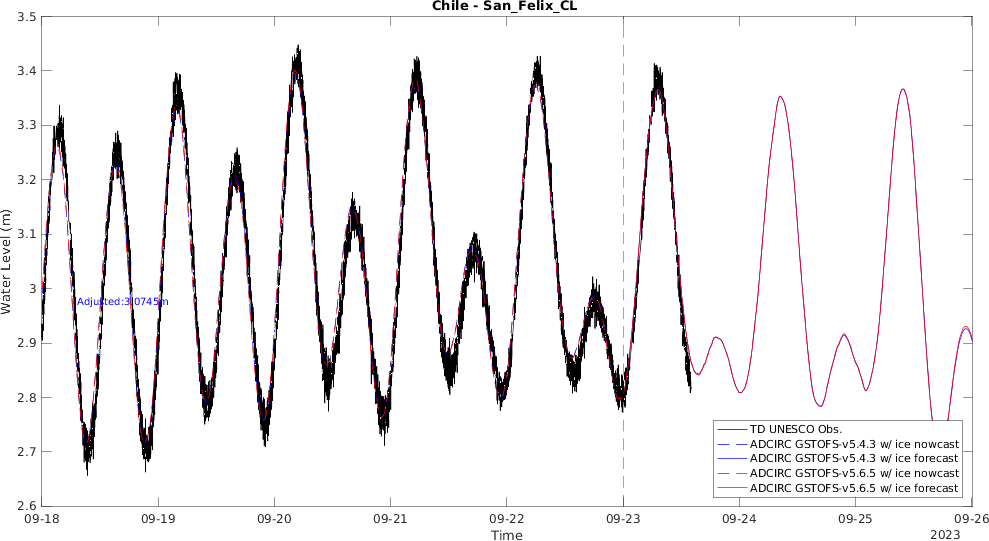 Chile - San_Felix_CL
3.5
3.4
3.3
3.2
3.1
3
2.9
2.8
2.7
2.6
Water Level (m)
Adjusted:3.0745m
TD UNESCO Obs.
ADCIRC GSTOFS-v5.4.3 w/ ice nowcast
ADCIRC GSTOFS-v5.4.3 w/ ice forecast
ADCIRC GSTOFS-v5.6.5 w/ ice nowcast
ADCIRC GSTOFS-v5.6.5 w/ ice forecast
09-18 09-19 09-20 09-21 09-22 09-23 09-24 09-25 09-26
Time
2023